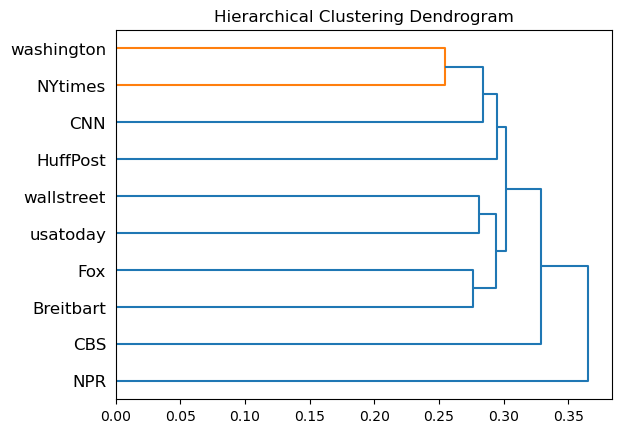 Hierarchical Clustering Dendrogram
washington
NYtimes
CNN
HuffPost
wallstreet
usatoday
Fox
Breitbart
CBS
NPR
0.00 0.05 0.10 0.15 0.20 0.25 0.30 0.35